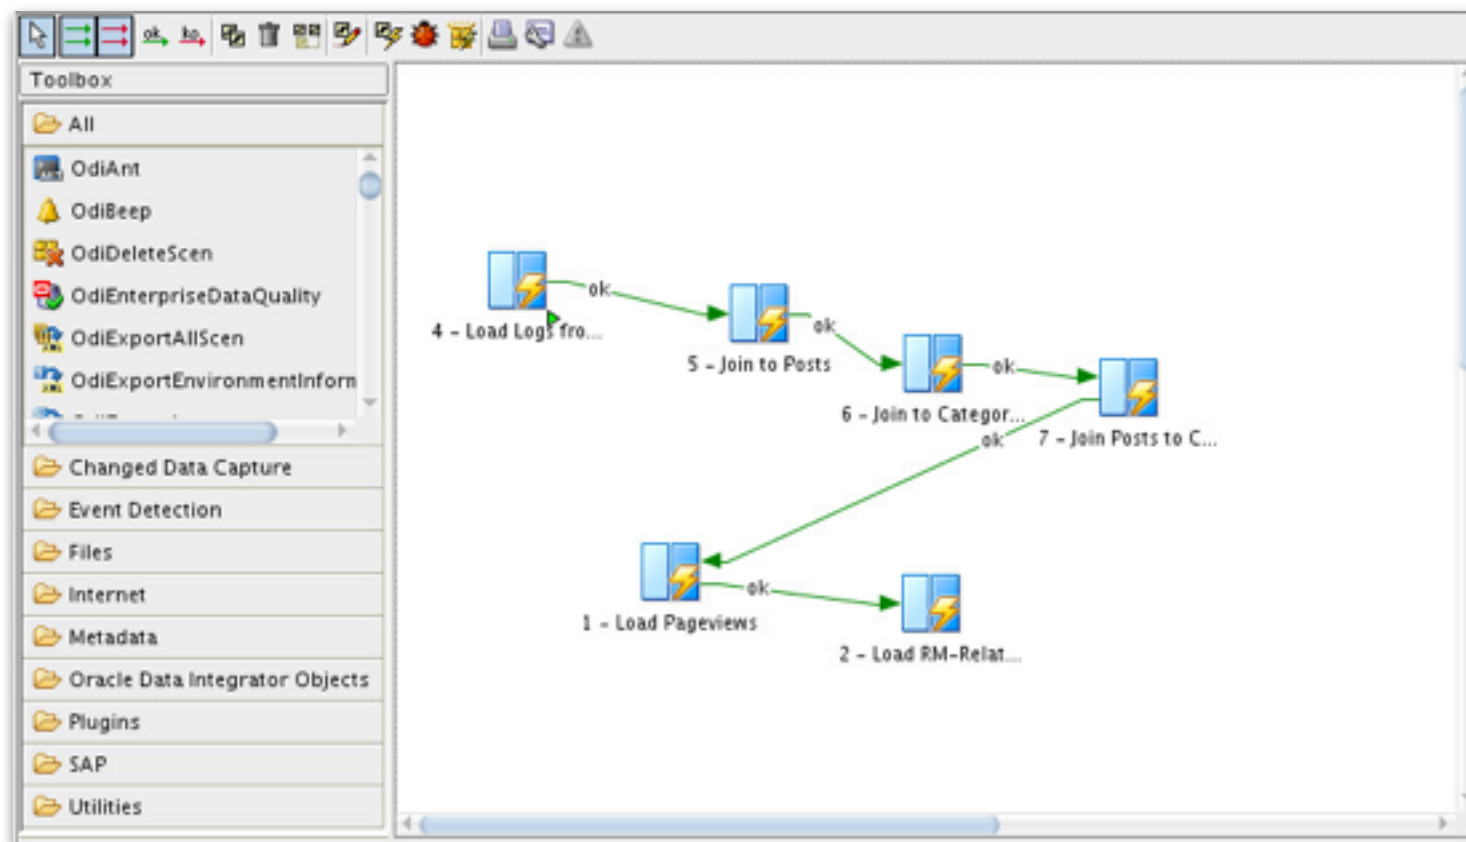 ok
ko
Toolbox
All
OdiAnt
OdiBeep
OdiDeleteScen
OdiEnterpriseDataQuality
OdiExportAllScen
OdiExportEnvironmentInform
Changed Data Capture
Event Detection
Files
Internet
Metadata
Oracle Data Integrator Objects
Plugins
SAP
Utilities
ok
4 - Load Logs fro...
ok
5 - Join to Posts
ok
6 - Join to Categor...
7 - Join Posts to C...
ok
1 - Load Pageviews
ok
2 - Load RM-Relat...